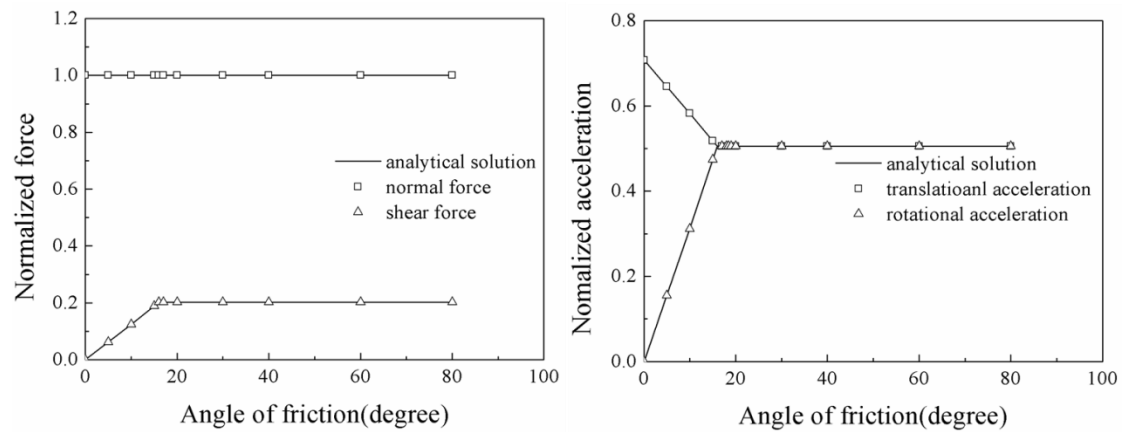 Normalized force
1.2
1.0
0.8
0.6
0.4
0.2
0.0
analytical solution
normal force
shear force
0 20 40 60 80 100
Angle of friction(degree)
Nomalized acceleration
0.8
0.6
0.4
0.2
0.0
analytical solution
translatioanl acceleration
rotational acceleration
0 20 40 60 80 100
Angle of friction(degree)